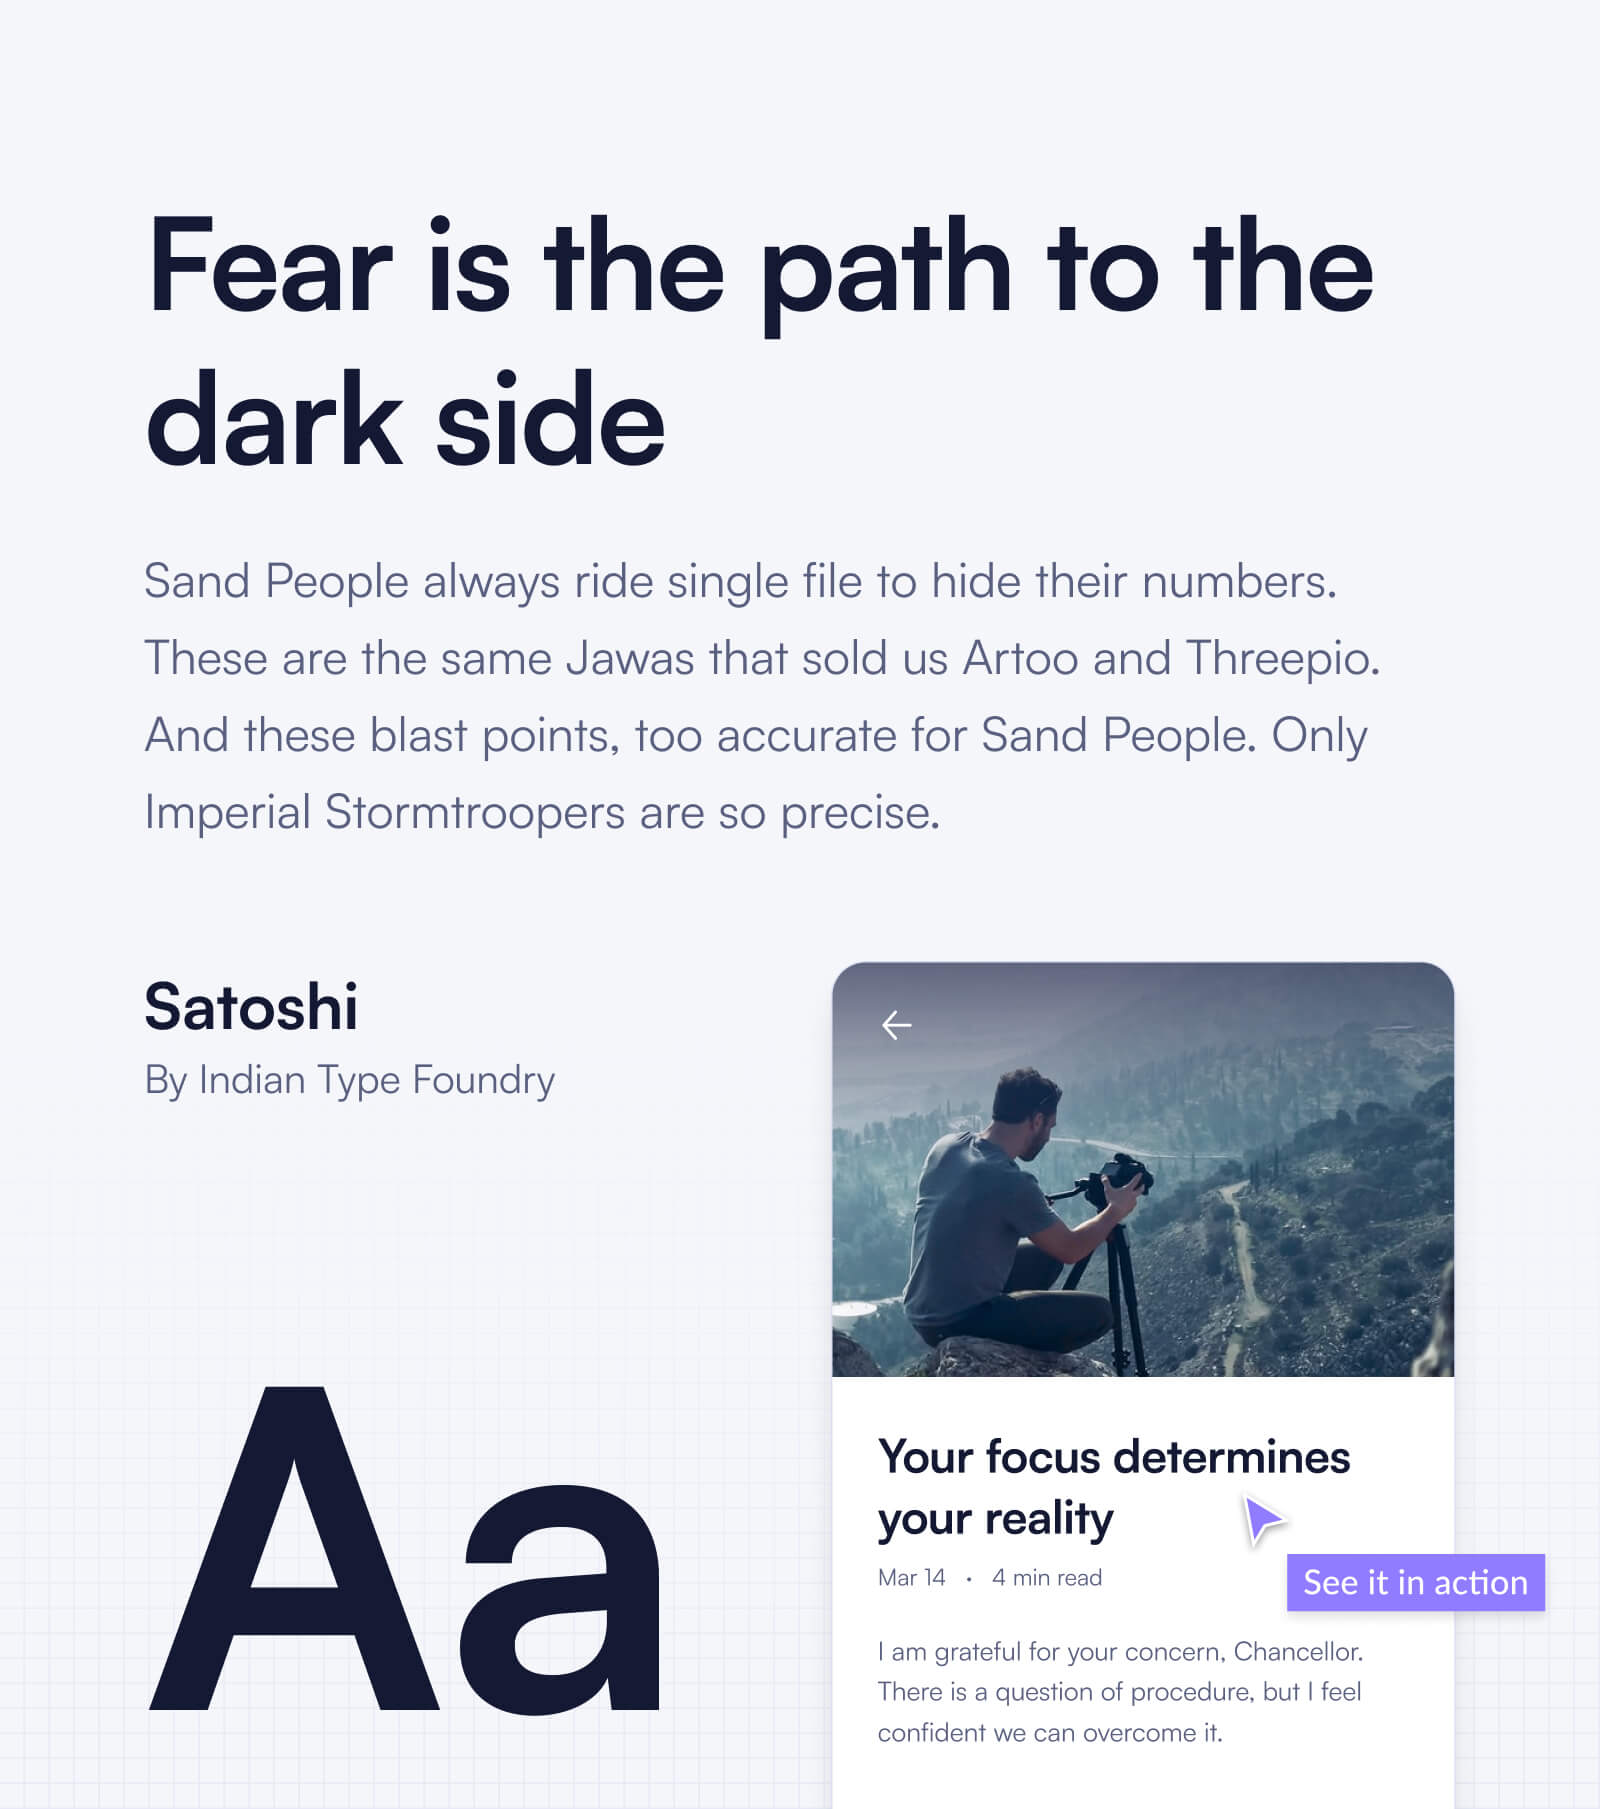 Fear is the path to the
dark side
Sand People always ride single file to hide their numbers.
These are the same Jawas that sold us Artoo and Threepio.
And these blast points, too accurate for Sand People. Only
Imperial Stormtroopers are so precise.
Satoshi
By Indian Type Foundry
Aa
Your focus determines
your reality
Mar 14 • 4 min read
See it in action
I am grateful for your concern, Chancellor.
There is a question of procedure, but I feel
confident we can overcome it.